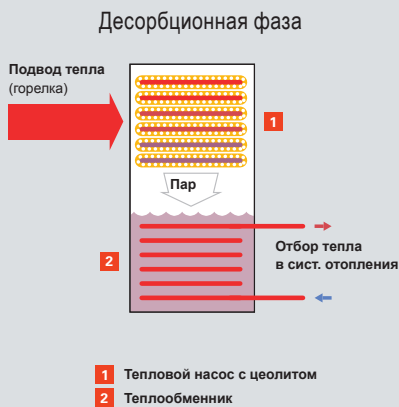 Десорбционная фаза
Подвод тепла
(горелка)
1
Пар
2
Отбор тепла
в сист. отопления
1 Тепловой насос с цеолитом
2 Теплообменник